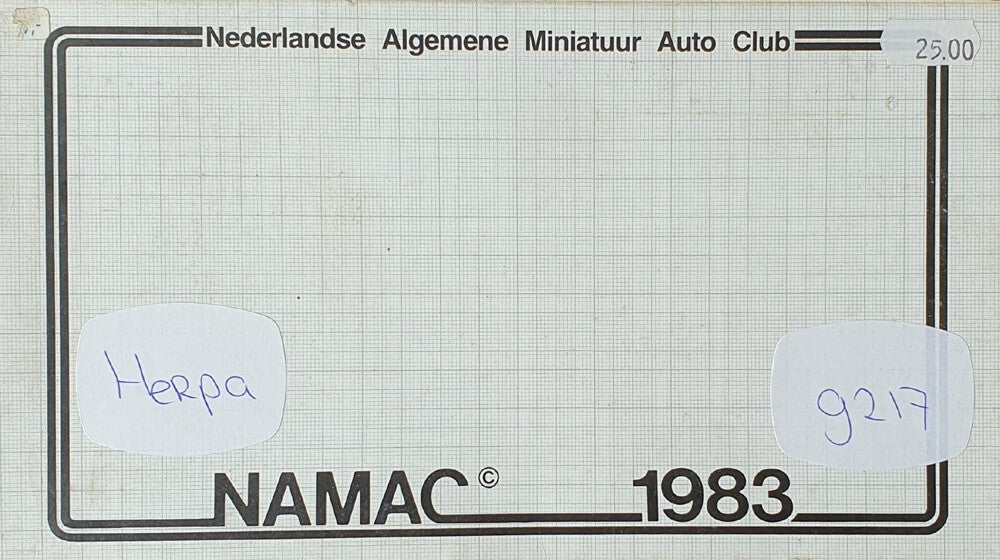 Nederlandse Algemene Miniatuur Auto Club
25.00
Herpa
9217
NAMAC© 1983